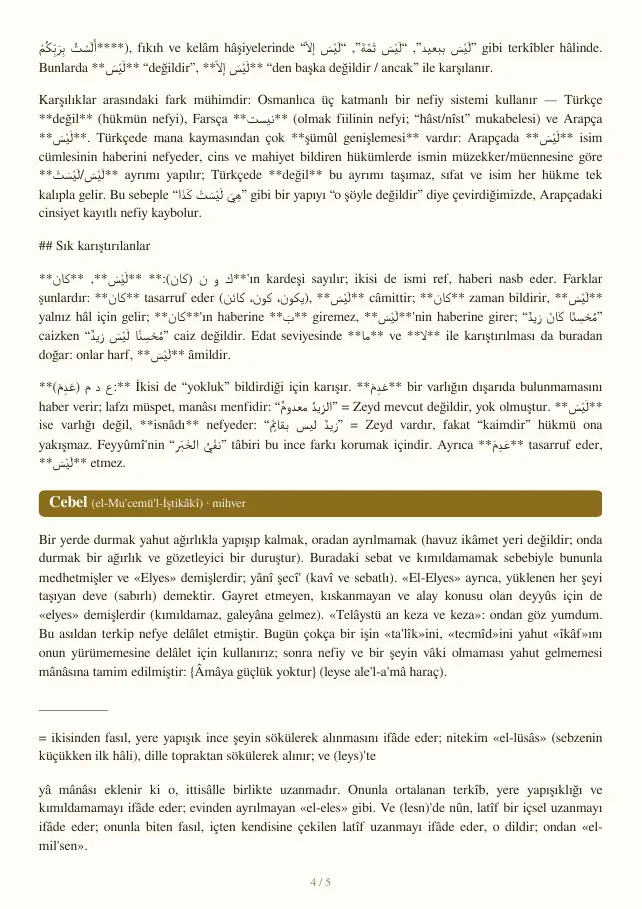 أَلَسْتُ بِرَبِّكُمْ****), fıkıh ve kelâm hâşiyelerinde “لَيْسَ إلاّ”, “لَيْسَ ثَمَّةَ”, “لَيْسَ ببعيد” gibi terkîbler hâlinde.
Bunlarda **لَيْسَ** “değildir”, **لَيْسَ إلاّ** “den başka değildir / ancak” ile karşılanır.
Karşılıklar arasındaki fark mühimdir: Osmanlıca üç katmanlı bir nefiy sistemi kullanır — Türkçe
**değil** (hükmün nefyi), Farsça **نیست** (olmak fiilinin nefyi; “hâst/nîst” mukabelesi) ve Arapça
**لَيْسَ**. Türkçede mana kaymasından çok **şümûl genişlemesi** vardır: Arapçada **لَيْسَ** isim
cümlesinin haberini nefyeder, cins ve mahiyet bildiren hükümlerde ismin müzekker/müennesine göre
**لَيْسَ/لَيْسَتْ** ayrımı yapılır; Türkçede **değil** bu ayrımı taşımaz, sıfat ve isim her hükme tek
kalıpla gelir. Bu sebeple “هِيَ لَيْسَتْ كَذَا” gibi bir yapıyı “o şöyle değildir” diye çevirdiğimizde, Arapçadaki
cinsiyet kayıtlı nefiy kaybolur.
## Sık karıştırılanlar
**ك و ن (كان):** **لَيْسَ**, **كان**'ın kardeşi sayılır; ikisi de ismi ref, haberi nasb eder. Farklar
şunlardır: **كان** tasarruf eder (يكون، كون، كائن), **لَيْسَ** câmittir; **كان** zaman bildirir, **لَيْسَ**
yalnız hâl için gelir; **كان**'ın haberine **ب** giremez, **لَيْسَ**'nin haberine girer; “مُحْسِنًا كَانَ زيدٌ”
caizken “مُحْسِنًا لَيْسَ زيدٌ” caiz değildir. Edat seviyesinde **ما** ve **لا** ile karıştırılması da buradan
doğar: onlar harf, **لَيْسَ** âmildir.
**ع د م (عَدِمَ):** İkisi de “yokluk” bildirdiği için karışır. **عَدِمَ** bir varlığın dışarıda bulunmamasını
haber verir; lafzı müspet, manâsı menfidir: “الزيدُ معدومٌ” = Zeyd mevcut değildir, yok olmuştur. **لَيْسَ**
ise varlığı değil, **isnâdı** nefyeder: “زيدٌ ليس بقائمٍ” = Zeyd vardır, fakat “kaimdir” hükmü ona
yakışmaz. Feyyûmî'nin “نفْيُ الخَبَر” tâbiri bu ince farkı korumak içindir. Ayrıca **عَدِمَ** tasarruf eder,
**لَيْسَ** etmez.
Cebel (el-Mu'cemü'l-İştikâkî) · mihver
Bir yerde durmak yahut ağırlıkla yapışıp kalmak, oradan ayrılmamak (havuz ikâmet yeri değildir; onda
durmak bir ağırlık ve gözetleyici bir duruştur). Buradaki sebat ve kımıldamamak sebebiyle bununla
medhetmişler ve «Elyes» demişlerdir; yânî şecî' (kavî ve sebatlı). «El-Elyes» ayrıca, yüklenen her şeyi
taşıyan deve (sabırlı) demektir. Gayret etmeyen, kıskanmayan ve alay konusu olan deyyûs için de
«elyes» demişlerdir (kımıldamaz, galeyâna gelmez). «Telâystü an keza ve keza»: ondan göz yumdum.
Bu asıldan terkip nefye delâlet etmiştir. Bugün çokça bir işin «ta'lîk»ini, «tecmîd»ini yahut «îkâf»ını
onun yürümemesine delâlet için kullanırız; sonra nefiy ve bir şeyin vâki olmaması yahut gelmemesi
mânâsına tamim edilmiştir: {Âmâya güçlük yoktur} (leyse ale'l-a'mâ haraç).
= ikisinden fasıl, yere yapışık ince şeyin sökülerek alınmasını ifâde eder; nitekim «el-lüsâs» (sebzenin
küçükken ilk hâli), dille topraktan sökülerek alınır; ve (leys)'te
yâ mânâsı eklenir ki o, ittisâlle birlikte uzanmadır. Onunla ortalanan terkîb, yere yapışıklığı ve
kımıldamamayı ifâde eder; evinden ayrılmayan «el-eles» gibi. Ve (lesn)'de nûn, latîf bir içsel uzanmayı
ifâde eder; onunla biten fasıl, içten kendisine çekilen latîf uzanmayı ifâde eder, o dildir; ondan «el-
mil'sen».
4 / 5